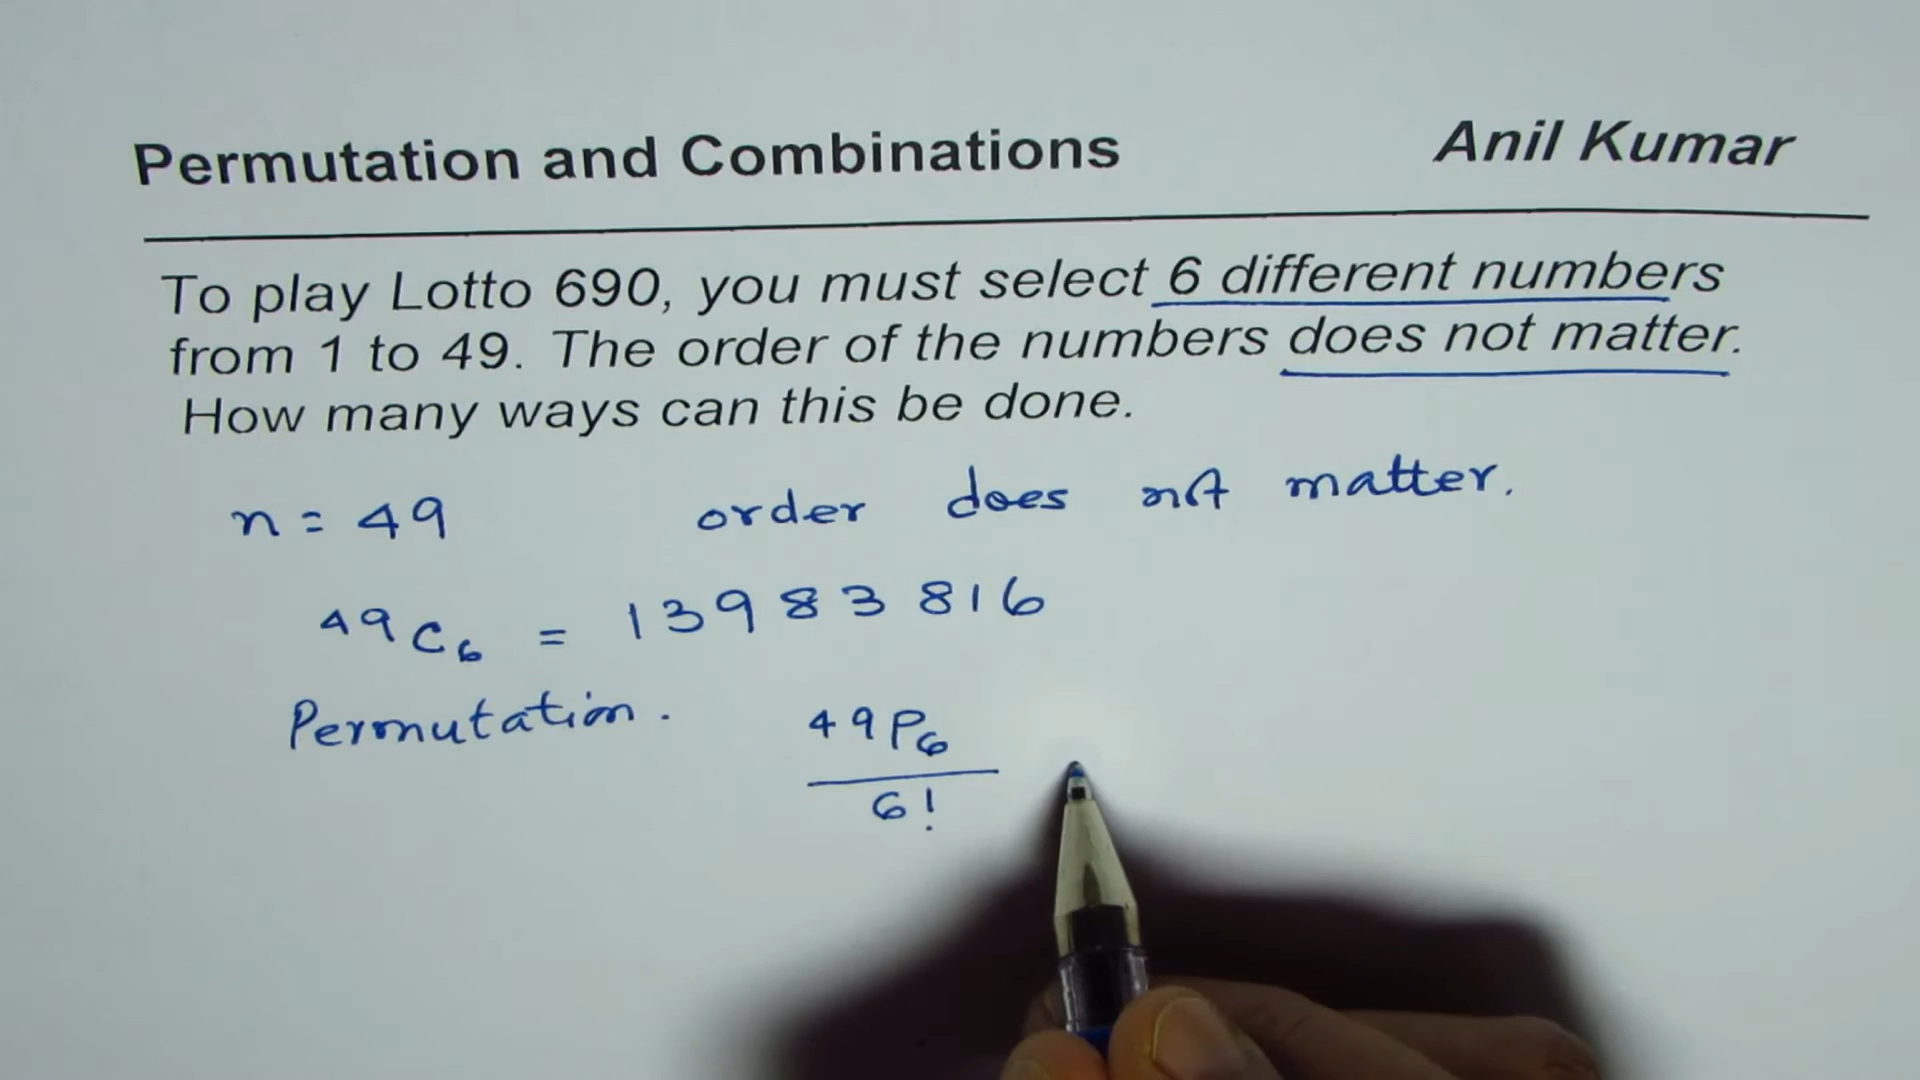 Permutation and Combinations Anil Kumar
To play Lotto 690, you must select 6 different numbers
from 1 to 49. The order of the numbers does not matter.
How many ways can this be done.
n = 49 order does not matter.
49C6 = 13983816
Permutation. 49P6
6!